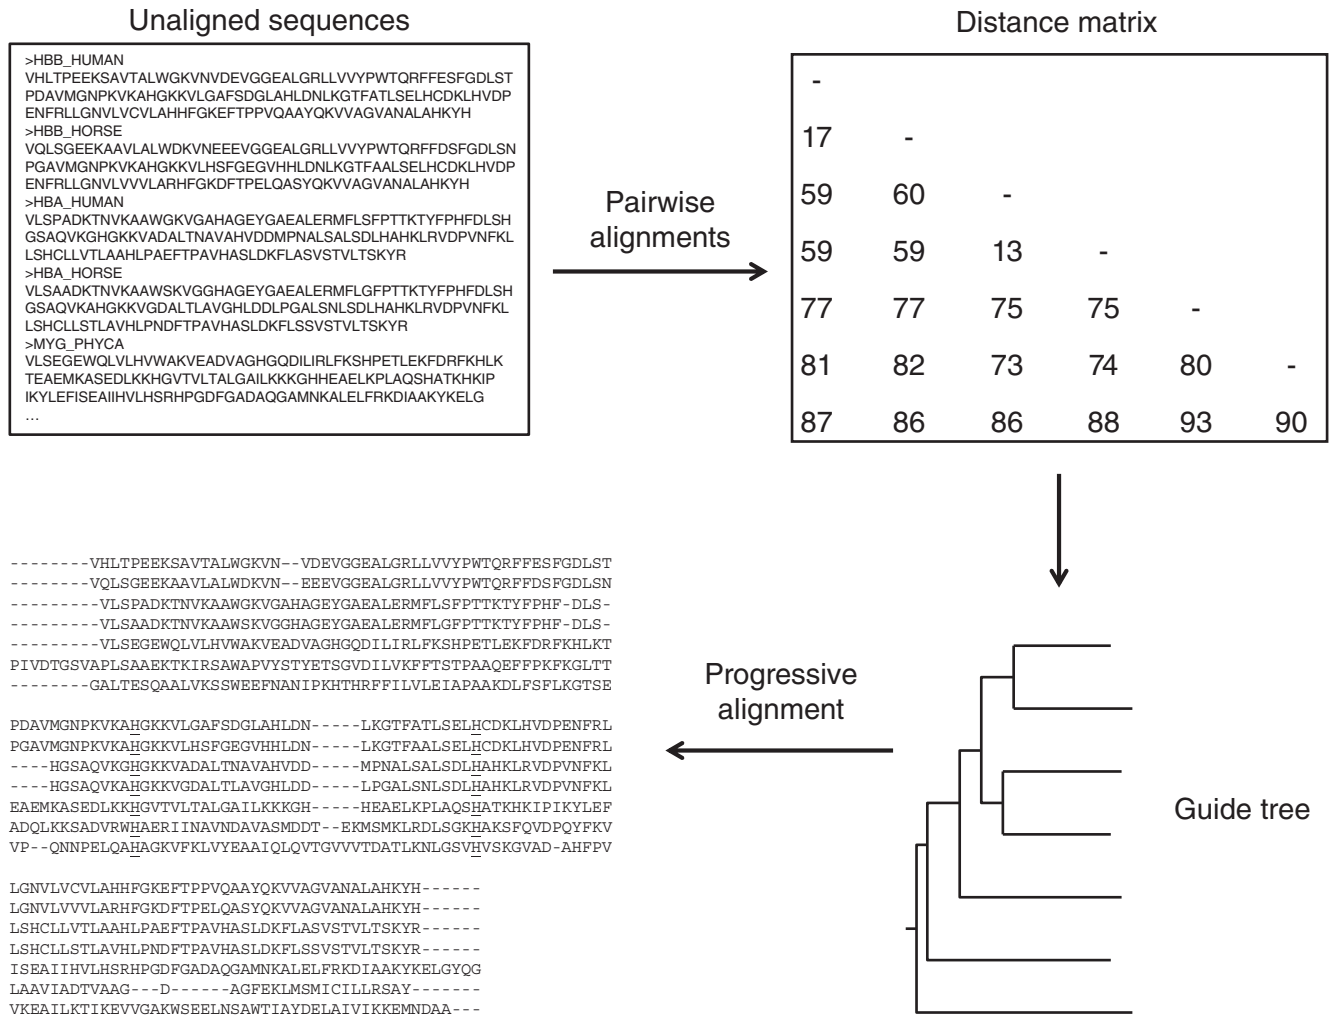 Unaligned sequences
>HBB_HUMAN
VHLTPEEKSAVTALWGKVNVDEVGGEALGRLLVVYPWTQRFFESFGDLST
PDAVMGNPKVKAHGKKVLGAFSDGLAHLDNLKGTFATLSELHCDKLHVDP
ENFRLLGNVLVCVLAHHFGKEFTPPVQAAYQKVVAGVANALAHKYH
>HBB_HORSE
VQLSGEEKAAVLALWDKVNEEEVGGEALGRLLVVYPWTQRFFDSFGDLSN
PGAVMGNPKVKAHGKKVLHSFGEGVHHLDNLKGTFAALSELHCDKLHVDP
ENFRLLGNVLVVVLARHFGKDFTPELQASYQKVVAGVANALAHKYH
>HBA_HUMAN
VLSPADKTNVKAAWGKVGAHAGEYGAEALERMFLSFPTTKTYFPHFDLSH
GSAQVKGHGKKVADALTNAVAHVDDMPNALSALSDLHAHKLRVDPVNFKL
LSHCLLVTLAAHLPAEFTPAVHASLDKFLASVSTVLTSKYR
>HBA_HORSE
VLSAADKTNVKAAWSKVGGHAGEYGAEALERMFLGFPTTKTYFPHFDLSH
GSAQVKAHGKKVGDALTLAVGHLDDLPGALSNLSDLHAHKLRVDPVNFKL
LSHCLLSTLAVHLPNDFTPAVHASLDKFLSSVSTVLTSKYR
>MYG_PHYCA
VLSEGEWQLVLHVWAKVEADVAGHGQDILIRLFKSHPETLEKFDRFKHLK
TEAEMKASEDLKKHGVTVLTALGAILKKKGHHEAELKPLAQSHATKHKIP
IKYLEFISEAIIHVLHSRHPGDFGADAQGAMNKALELFRKDIAAKYKELG
...
Pairwise
alignments
Distance matrix
-
17 -
59 60 -
59 59 13 -
77 77 75 75 -
81 82 73 74 80 -
87 86 86 88 93 90
Guide tree
Progressive
alignment
--------VHLTPEEKSAVTALWGKVN--VDEVGGEALGRLLVVYPWTQRFFESFGDLST
--------VQLSGEEKAAVLALWDKVN--EEEVGGEALGRLLVVYPWTQRFFDSFGDLSN
---------VLSPADKTNVKAAWGKVGAHAGEYGAEALERMFLSFPTTKTYFPHF-DLS-
---------VLSAADKTNVKAAWSKVGGHAGEYGAEALERMFLGFPTTKTYFPHF-DLS-
---------VLSEGEWQLVLHVWAKVEADVAGHGQDILIRLFKSHPETLEKFDRFKHLKT
PIVDTGSVAPLSAAEKTKIRSAWAPVYSTYETSGVDILVKFFTSTPAAQEFFPKFKGLTT
--------GALTESQAALVKSSWEEFNANIPKHTHRFFILVLEIAPAAKDLFSFLKGTSE
PDAVMGNPKVKAHGKKVLGAFSDGLAHLDN-----LKGTFATLSELHCDKLHVDPENFRL
PGAVMGNPKVKAHGKKVLHSFGEGVHHLDN-----LKGTFAALSELHCDKLHVDPENFRL
----HGSAQVKGHGKKVADALTNAVAHVDD-----MPNALSALSDLHAHKLRVDPVNFKL
----HGSAQVKAHGKKVGDALTLAVGHLDD-----LPGALSNLSDLHAHKLRVDPVNFKL
EAEMKASEDLKKHGVTVLTALGAILKKKGH-----HEAELKPLAQSHATKHKIPIKYLEF
ADQLKKSADVRWHAERIINAVNDAVASMDDT--EKMSMKLRDLSGKHAKSFQVDPQYFKV
VP--QNNPELQAHAGKVFKLVYEAAIQLQVTGVVVTDATLKNLGSVHVSKGVAD-AHFPV
LGNVLVCVLAHHFGKEFTPPVQAAYQKVVAGVANALAHKYH------
LGNVLVVVLARHFGKDFTPELQASYQKVVAGVANALAHKYH------
LSHCLLVTLAAHLPAEFTPAVHASLDKFLASVSTVLTSKYR------
LSHCLLSTLAVHLPNDFTPAVHASLDKFLSSVSTVLTSKYR------
ISEAIIHVLHSRHPGDFGADAQGAMNKALELFRKDIAAKYKELGYQG
LAAVIADTVAAG---D------AGFEKLMSMICILLRSAY-------
VKEAILKTIKEVVGAKWSEELNSAWTIAYDELAIVIKKEMNDAA---